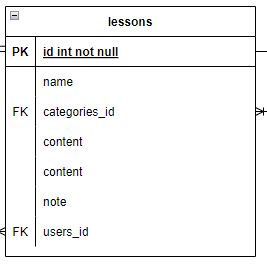 lessons
PK id int not null
name
FK categories_id
content
content
note
FK users_id